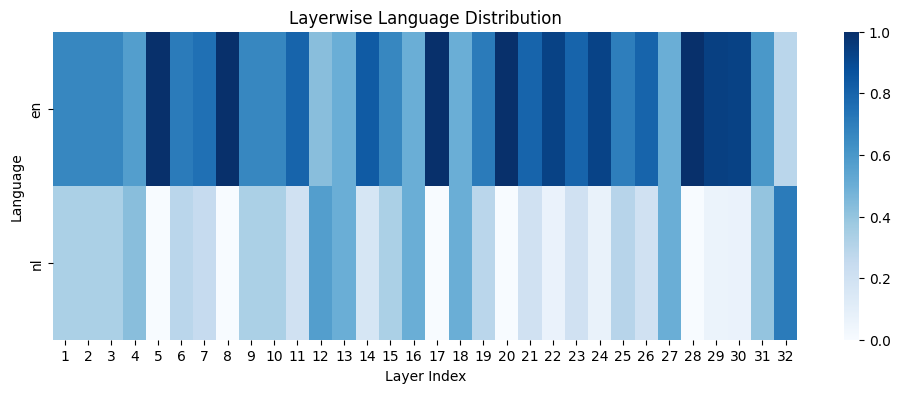 Layerwise Language Distribution
Language
en
nl
1 2 3 4 5 6 7 8 9 10 11 12 13 14 15 16 17 18 19 20 21 22 23 24 25 26 27 28 29 30 31 32
Layer Index
1.0
0.8
0.6
0.4
0.2
0.0